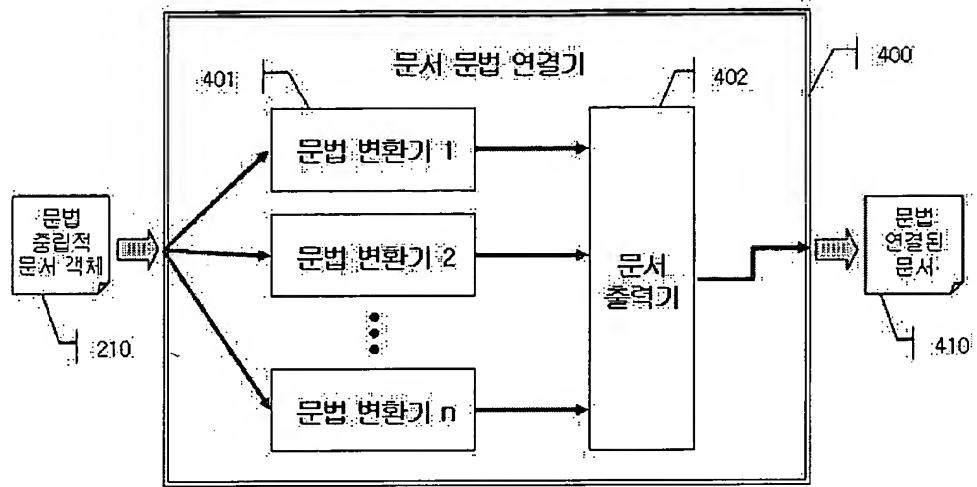 문서 문법 연결기
401
402
400
문법 변환기 1
문법
중립적
문서 객체
문법 변환기 2
문서
출력기
문법
연결된
문서
210
410
문법 변환기 n